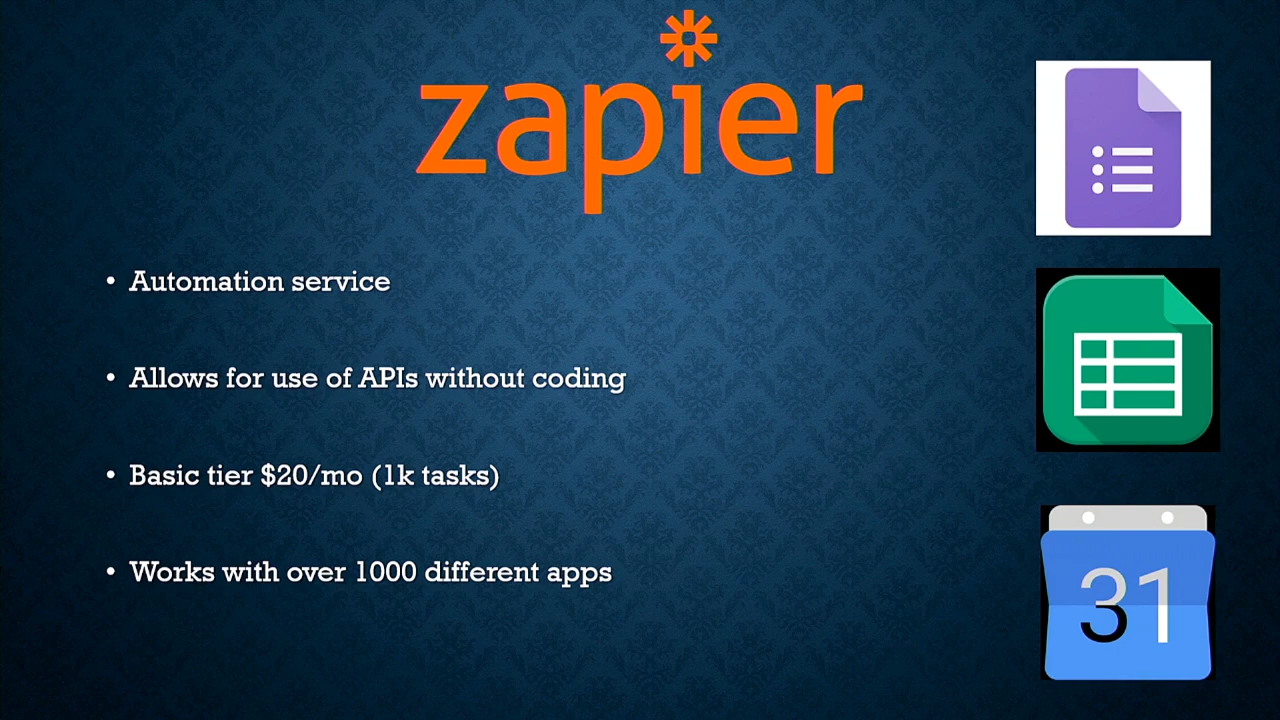 zapier
• Automation service
• Allows for use of APIs without coding
• Basic tier $20/mo (1k tasks)
• Works with over 1000 different apps
31